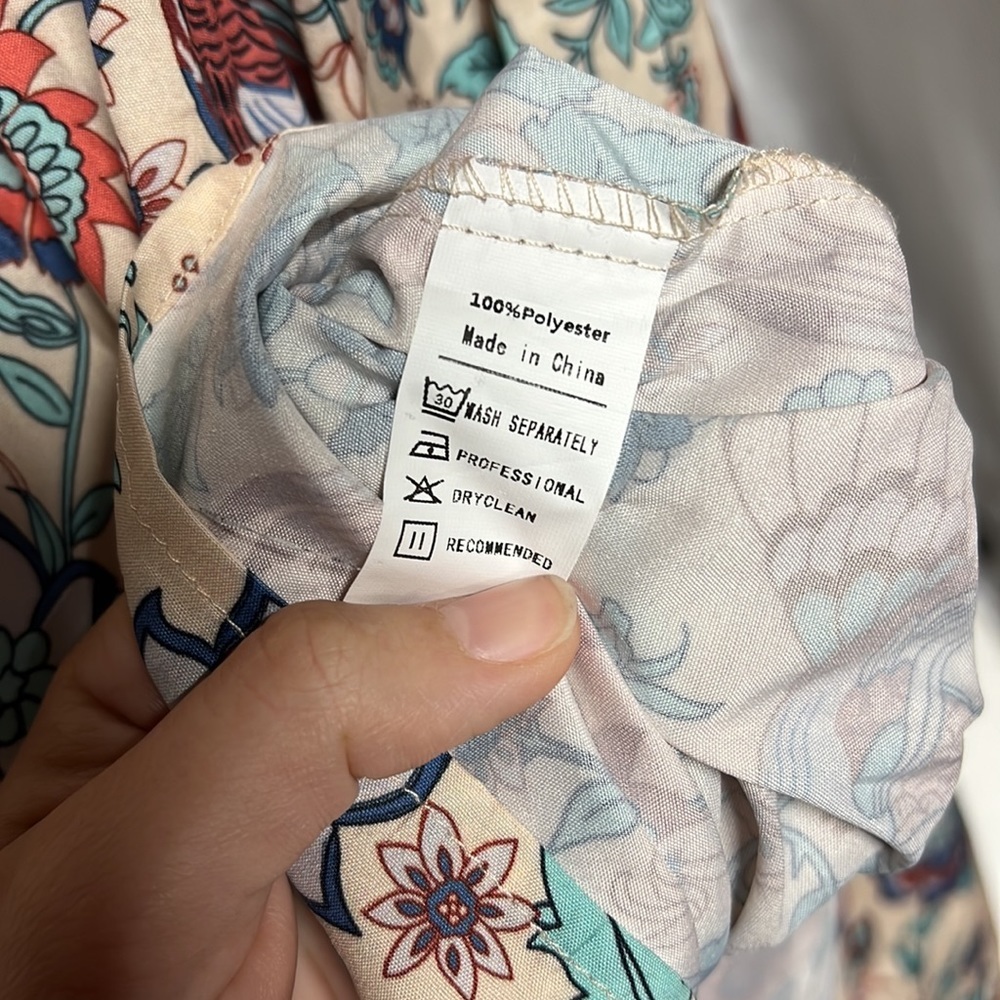 100%Polyester
Made in China
30 WASH SEPARATELY
PROFESSIONAL
DRYCLEAN
RECOMMENDED